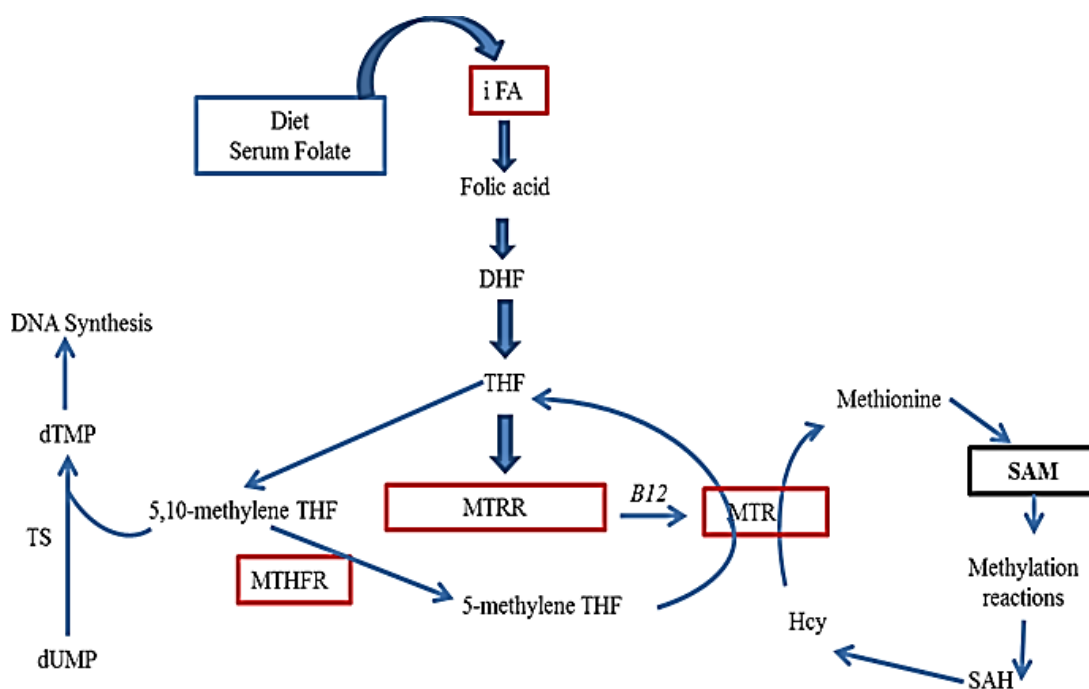 i FA
Diet
Serum Folate
Folic acid
DHF
DNA Synthesis
THF
Methionine
dTMP
SAM
5,10-methylene THF
MTRR
B12
MTR
TS
MTHFR
5-methylene THF
Methylation
reactions
Hcy
dUMP
SAH